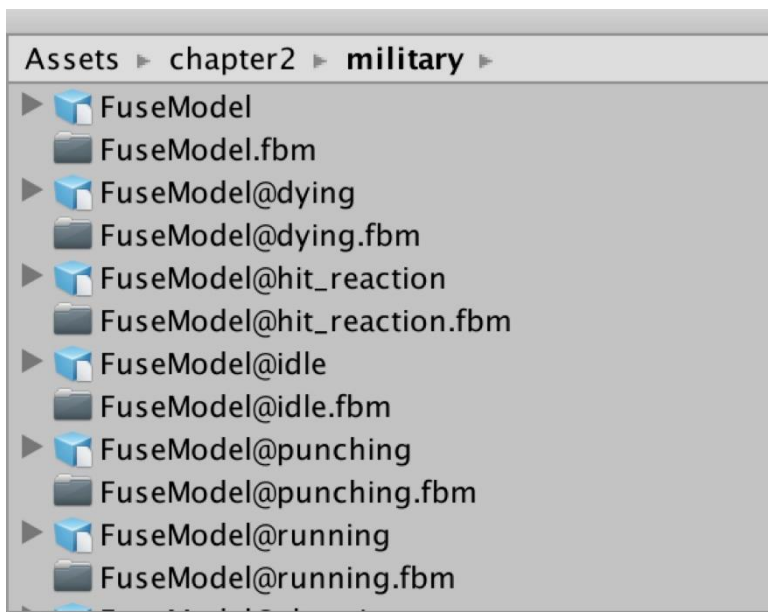 Assets ▸ chapter2 ▸ military ▸
FuseModel
FuseModel.fbm
FuseModel@dying
FuseModel@dying.fbm
FuseModel@hit_reaction
FuseModel@hit_reaction.fbm
FuseModel@idle
FuseModel@idle.fbm
FuseModel@punching
FuseModel@punching.fbm
FuseModel@running
FuseModel@running.fbm